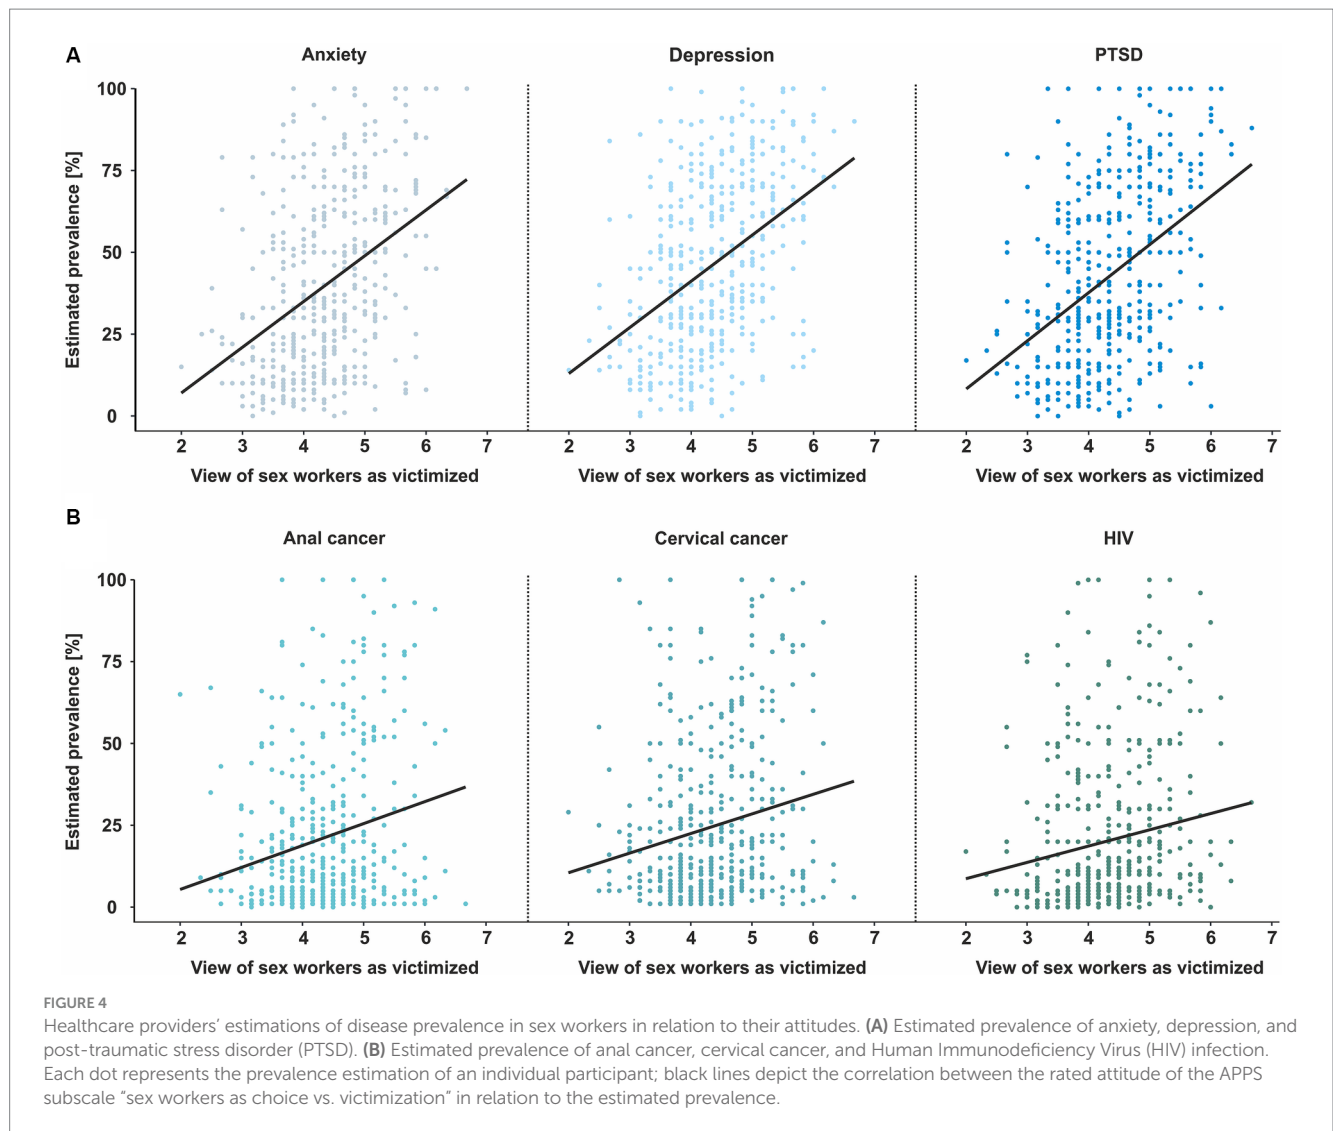 A
Anxiety
Depression
PTSD
Estimated prevalence [%]
100
75
50
25
0
2 3 4 5 6 7
2 3 4 5 6 7
2 3 4 5 6 7
View of sex workers as victimized
View of sex workers as victimized
View of sex workers as victimized
B
Anal cancer
Cervical cancer
HIV
Estimated prevalence [%]
100
75
50
25
0
2 3 4 5 6 7
2 3 4 5 6 7
2 3 4 5 6 7
View of sex workers as victimized
View of sex workers as victimized
View of sex workers as victimized
FIGURE 4
Healthcare providers’ estimations of disease prevalence in sex workers in relation to their attitudes. (A) Estimated prevalence of anxiety, depression, and
post-traumatic stress disorder (PTSD). (B) Estimated prevalence of anal cancer, cervical cancer, and Human Immunodeficiency Virus (HIV) infection.
Each dot represents the prevalence estimation of an individual participant; black lines depict the correlation between the rated attitude of the APPS
subscale “sex workers as choice vs. victimization” in relation to the estimated prevalence.